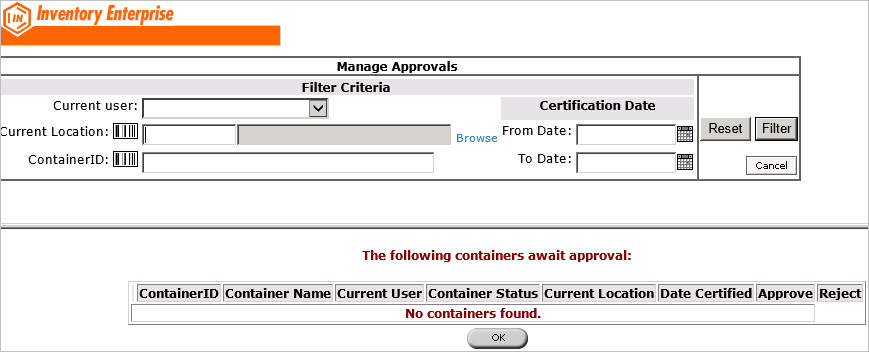 IN Inventory Enterprise
Manage Approvals
Filter Criteria
Current user:
Certification Date
Current Location:
Browse
From Date:
Reset
Filter
ContainerID:
To Date:
Cancel
The following containers await approval:
ContainerID Container Name Current User Container Status Current Location Date Certified Approve Reject
No containers found.
OK